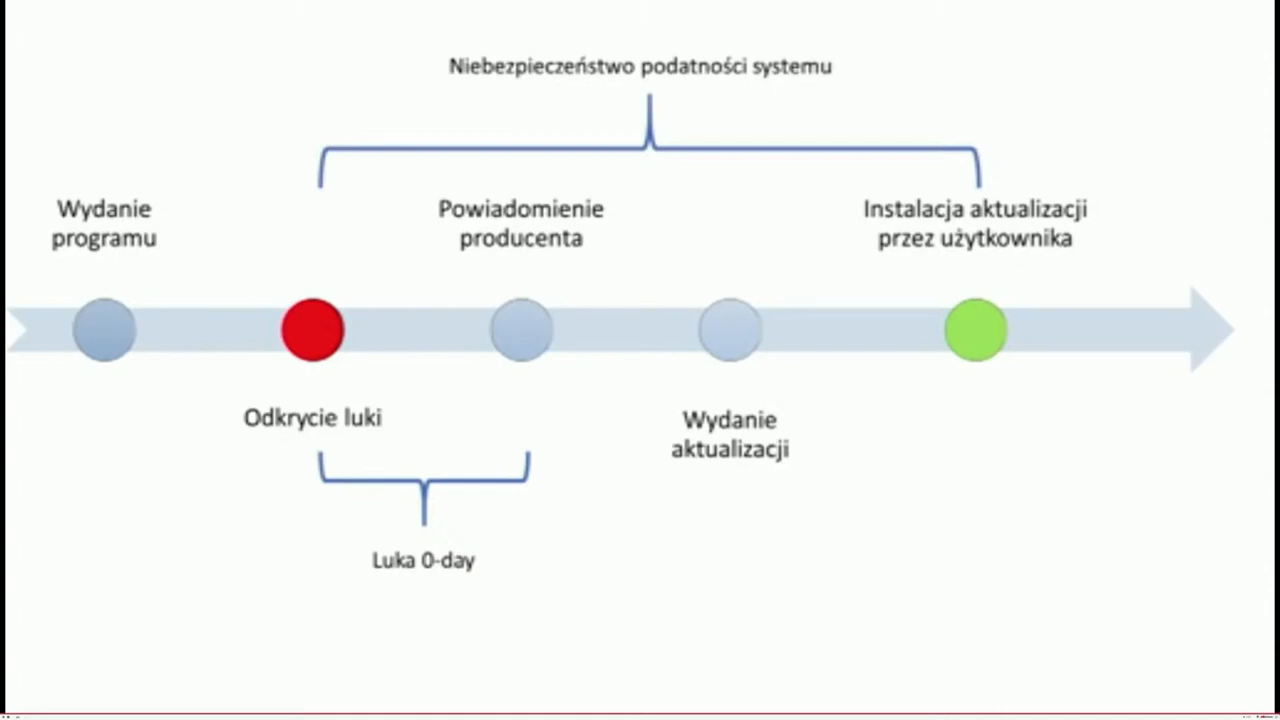 Niebezpieczeństwo podatności systemu
Wydanie
programu
Powiadomienie
producenta
Instalacja aktualizacji
przez użytkownika
Odkrycie luki
Wydanie
aktualizacji
Luka 0-day